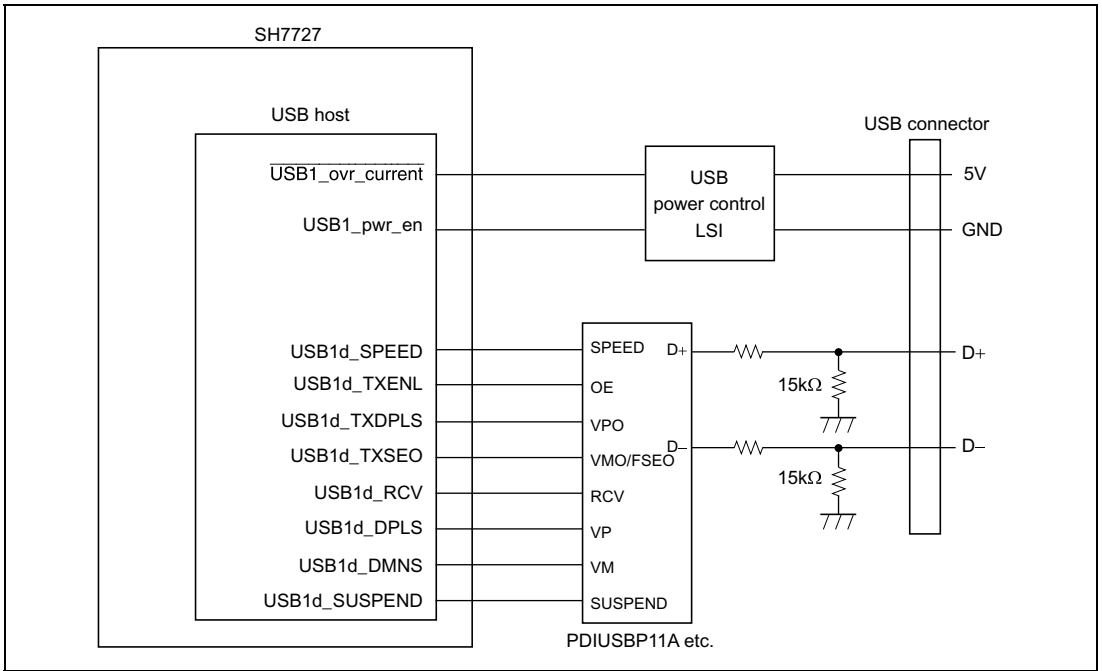 SH7727
USB host
USB connector
USB1_ovr_current
USB1_pwr_en
USB
power control
LSI
5V
GND
USB1d_SPEED
USB1d_TXENL
USB1d_TXDPLS
USB1d_TXSEO
USB1d_RCV
USB1d_DPLS
USB1d_DMNS
USB1d_SUSPEND
SPEED
OE
VPO
VMO/FSEO
RCV
VP
VM
SUSPEND
D+
D−
PDIUSBP11A etc.
15kΩ
15kΩ
D+
D−